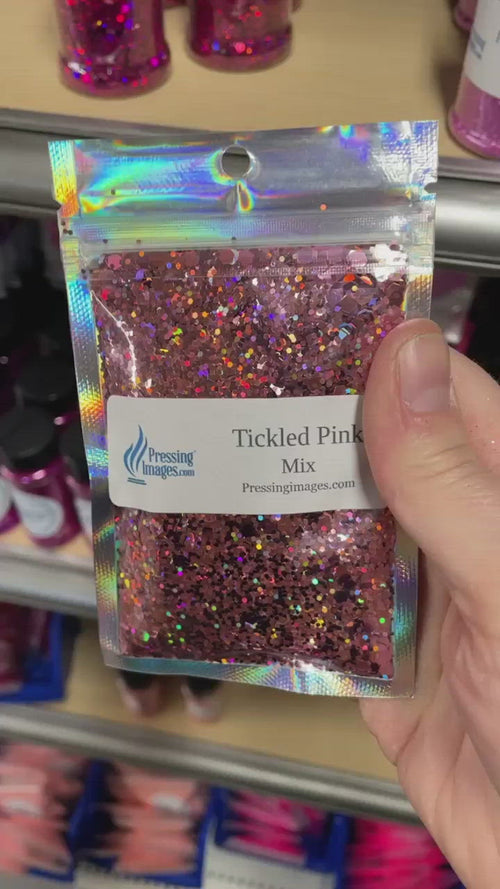 Pressing
Images.com
Tickled Pink
Mix
Pressingimages.com